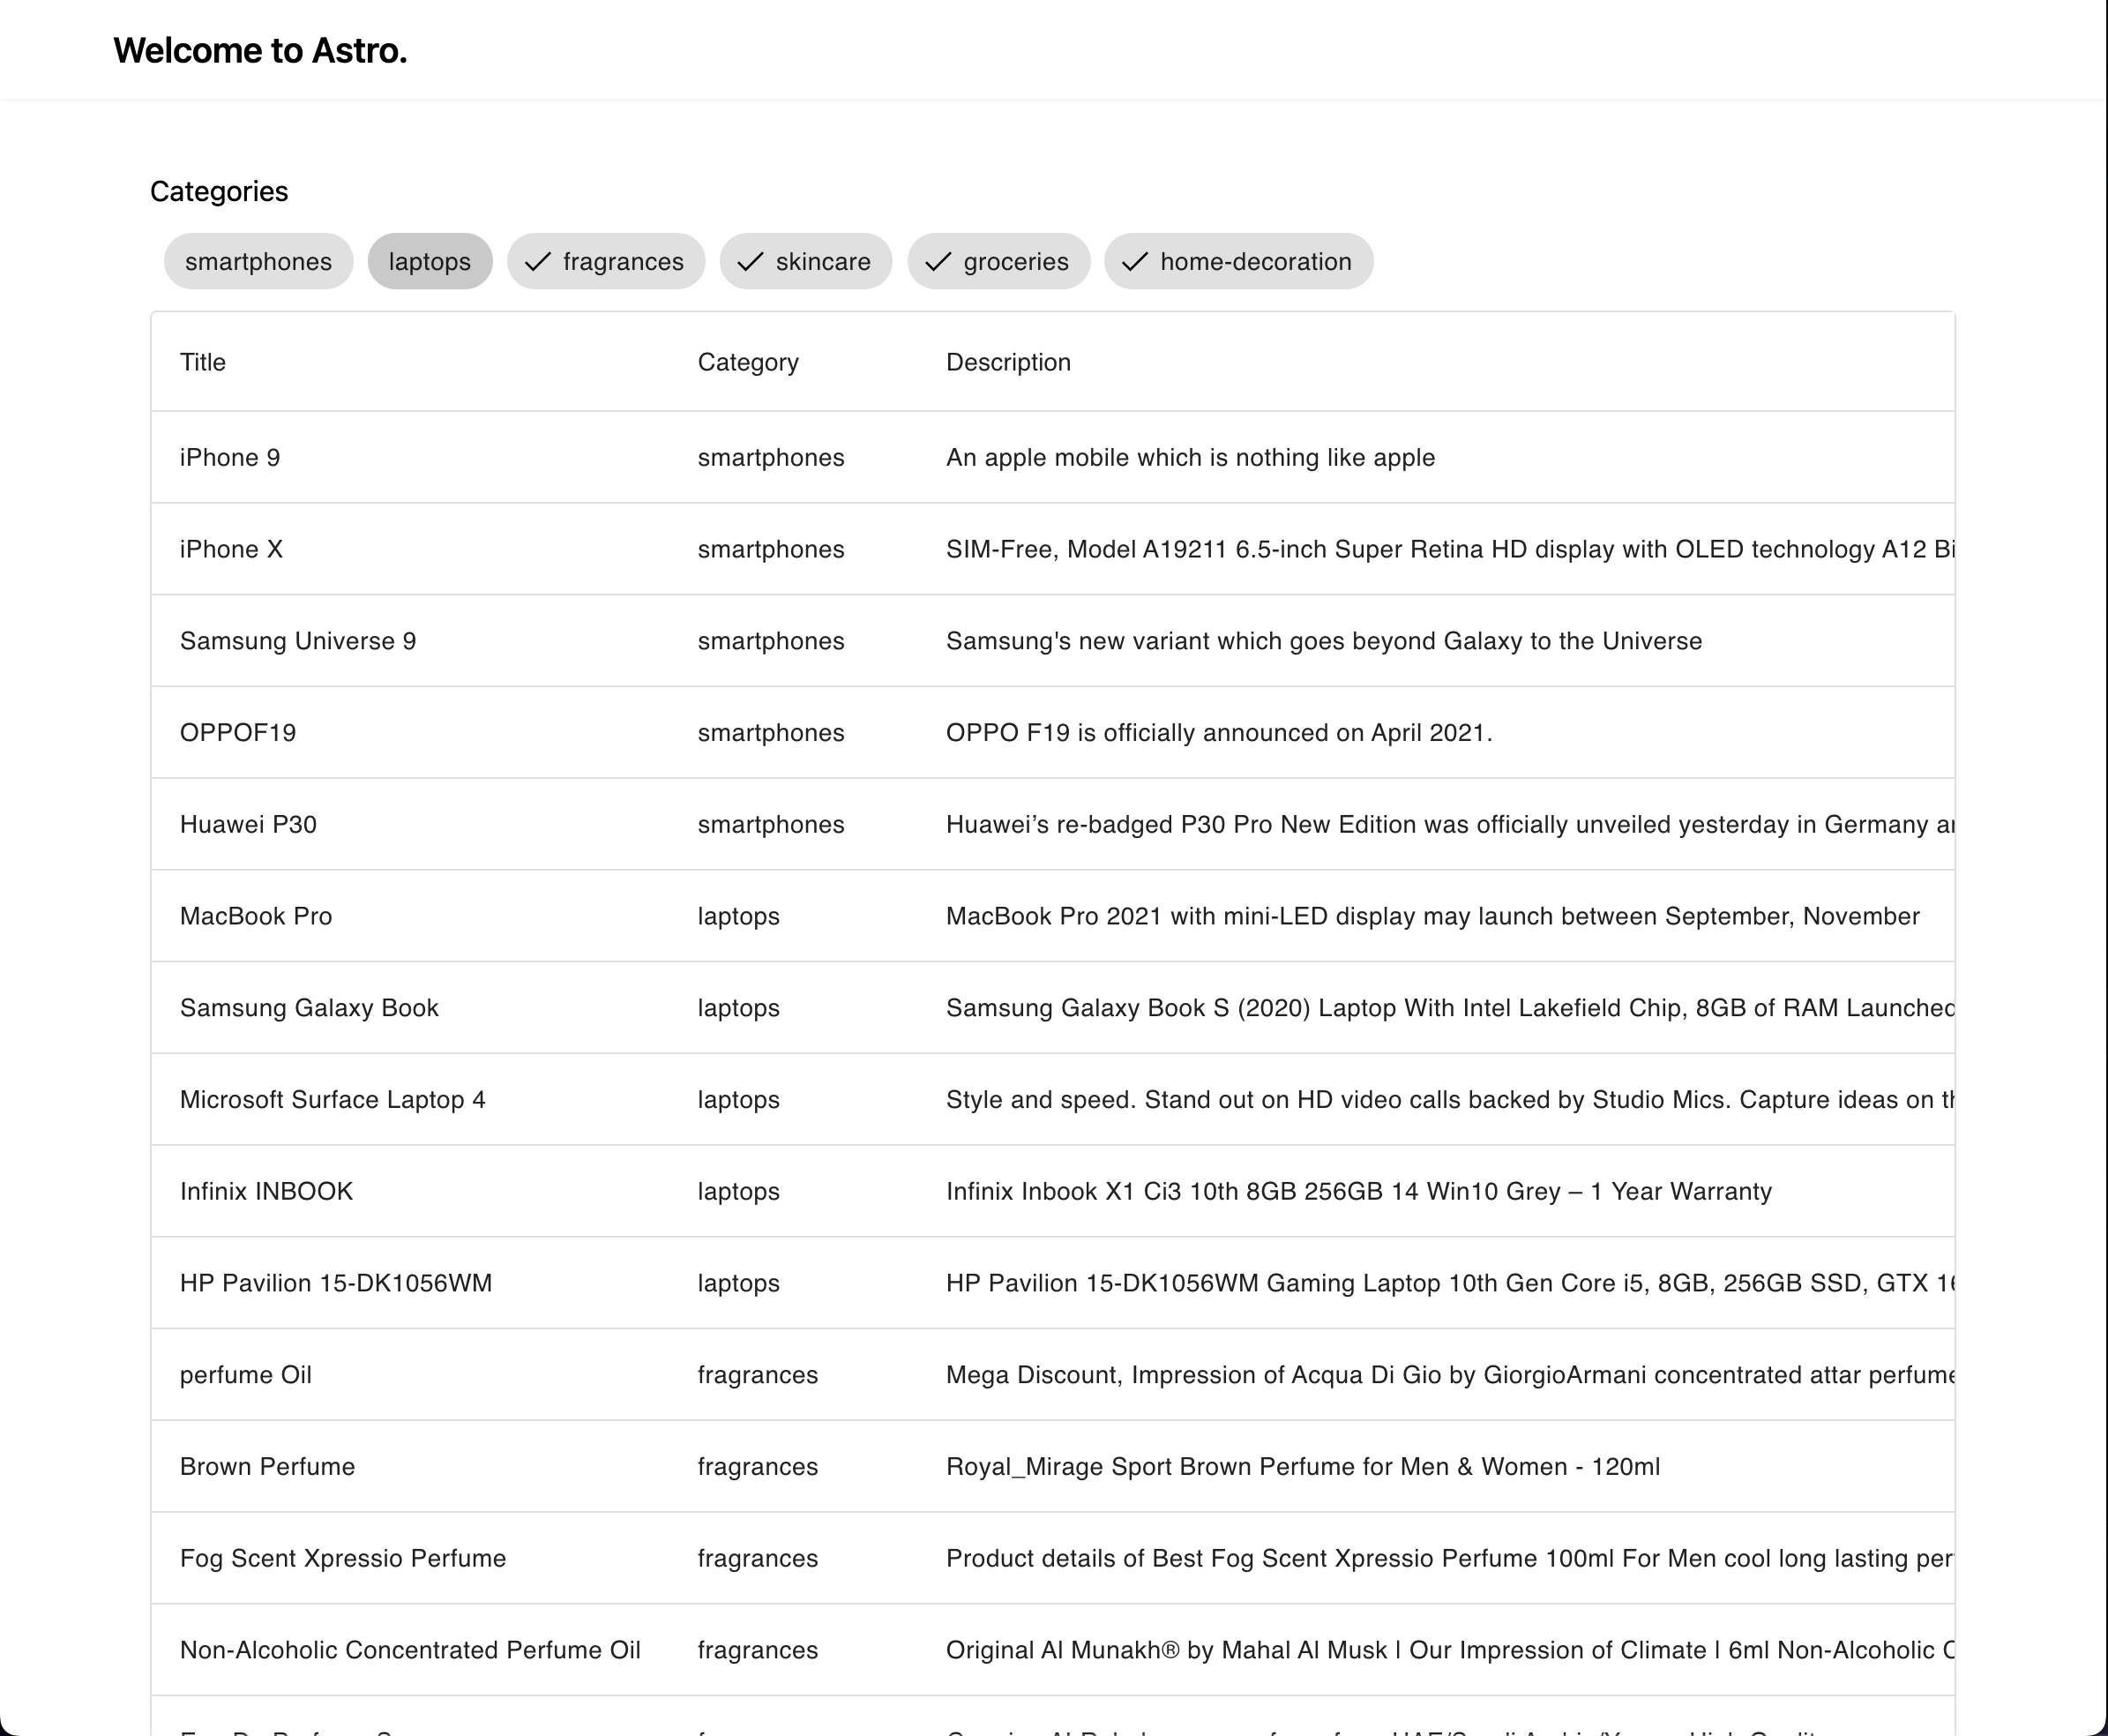 Welcome to Astro.
Categories
smartphones laptops fragrances skincare groceries home-decoration
Title Category Description
iPhone 9 smartphones An apple mobile which is nothing like apple
iPhone X smartphones SIM-Free, Model A19211 6.5-inch Super Retina HD display with OLED technology A12 Bi
Samsung Universe 9 smartphones Samsung's new variant which goes beyond Galaxy to the Universe
OPPOF19 smartphones OPPO F19 is officially announced on April 2021.
Huawei P30 smartphones Huawei’s re-badged P30 Pro New Edition was officially unveiled yesterday in Germany a
MacBook Pro laptops MacBook Pro 2021 with mini-LED display may launch between September, November
Samsung Galaxy Book laptops Samsung Galaxy Book S (2020) Laptop With Intel Lakefield Chip, 8GB of RAM Launched
Microsoft Surface Laptop 4 laptops Style and speed. Stand out on HD video calls backed by Studio Mics. Capture ideas on t
Infinix INBOOK laptops Infinix Inbook X1 Ci3 10th 8GB 256GB 14 Win10 Grey – 1 Year Warranty
HP Pavilion 15-DK1056WM laptops HP Pavilion 15-DK1056WM Gaming Laptop 10th Gen Core i5, 8GB, 256GB SSD, GTX 16
perfume Oil fragrances Mega Discount, Impression of Acqua Di Gio by GiorgioArmani concentrated attar perfume
Brown Perfume fragrances Royal_Mirage Sport Brown Perfume for Men & Women - 120ml
Fog Scent Xpressio Perfume fragrances Product details of Best Fog Scent Xpressio Perfume 100ml For Men cool long lasting per
Non-Alcoholic Concentrated Perfume Oil fragrances Original Al Munakh® by Mahal Al Musk | Our Impression of Climate | 6ml Non-Alcoholic C